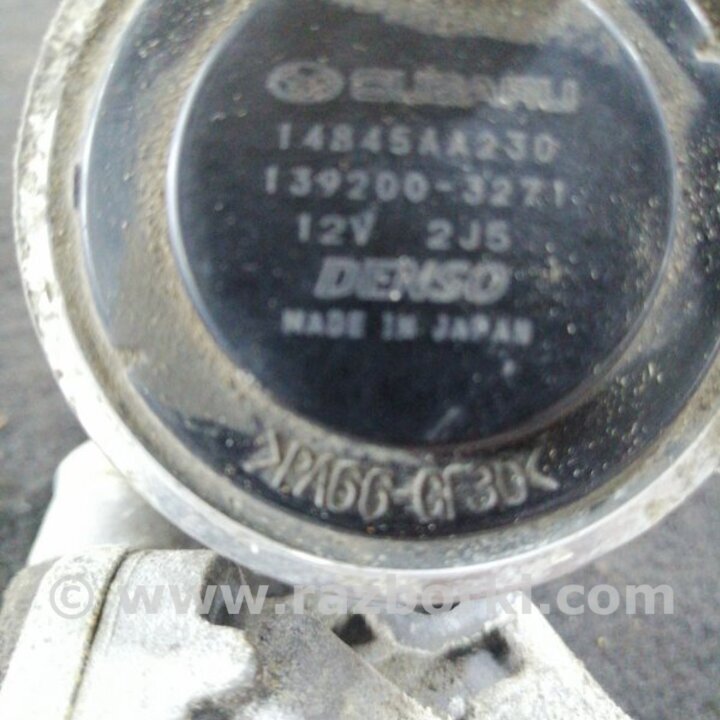 SUBARU
14845AA230
139200-3271
12V 2J5
DENSO
MADE IN JAPAN
>PA66-GF30<
© www.razborki.com